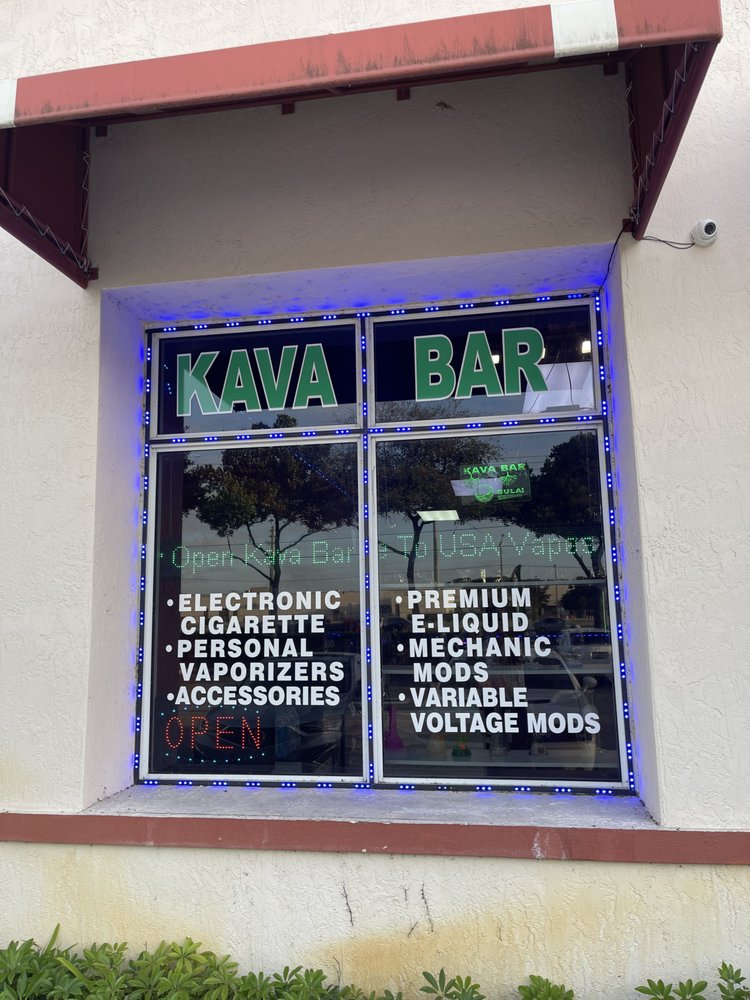 KAVA BAR
KAVA BAR
BULA!
Open Kava Bar To USA Vapes
•ELECTRONIC
CIGARETTE
•PERSONAL
VAPORIZERS
•ACCESSORIES
OPEN
•PREMIUM
E-LIQUID
•MECHANIC
MODS
•VARIABLE
VOLTAGE MODS